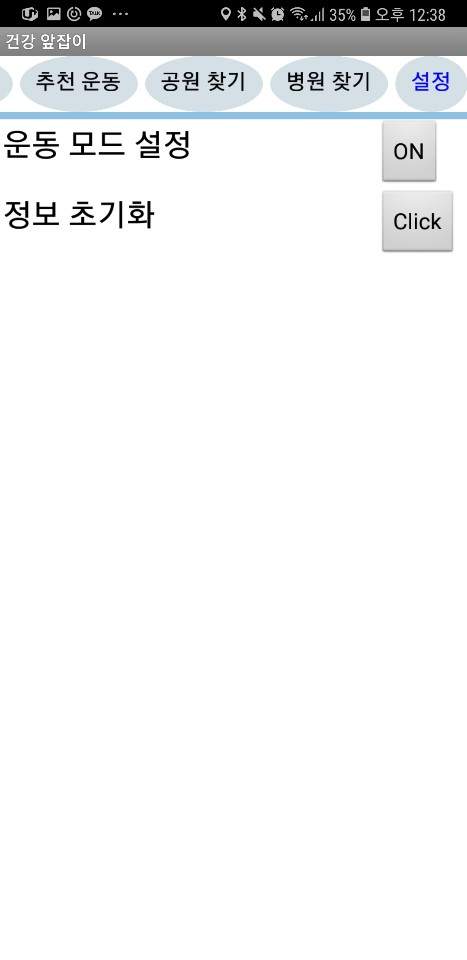 35% 오후 12:38
건강 앞잡이
추천 운동 공원 찾기 병원 찾기 설정
운동 모드 설정 ON
정보 초기화 Click